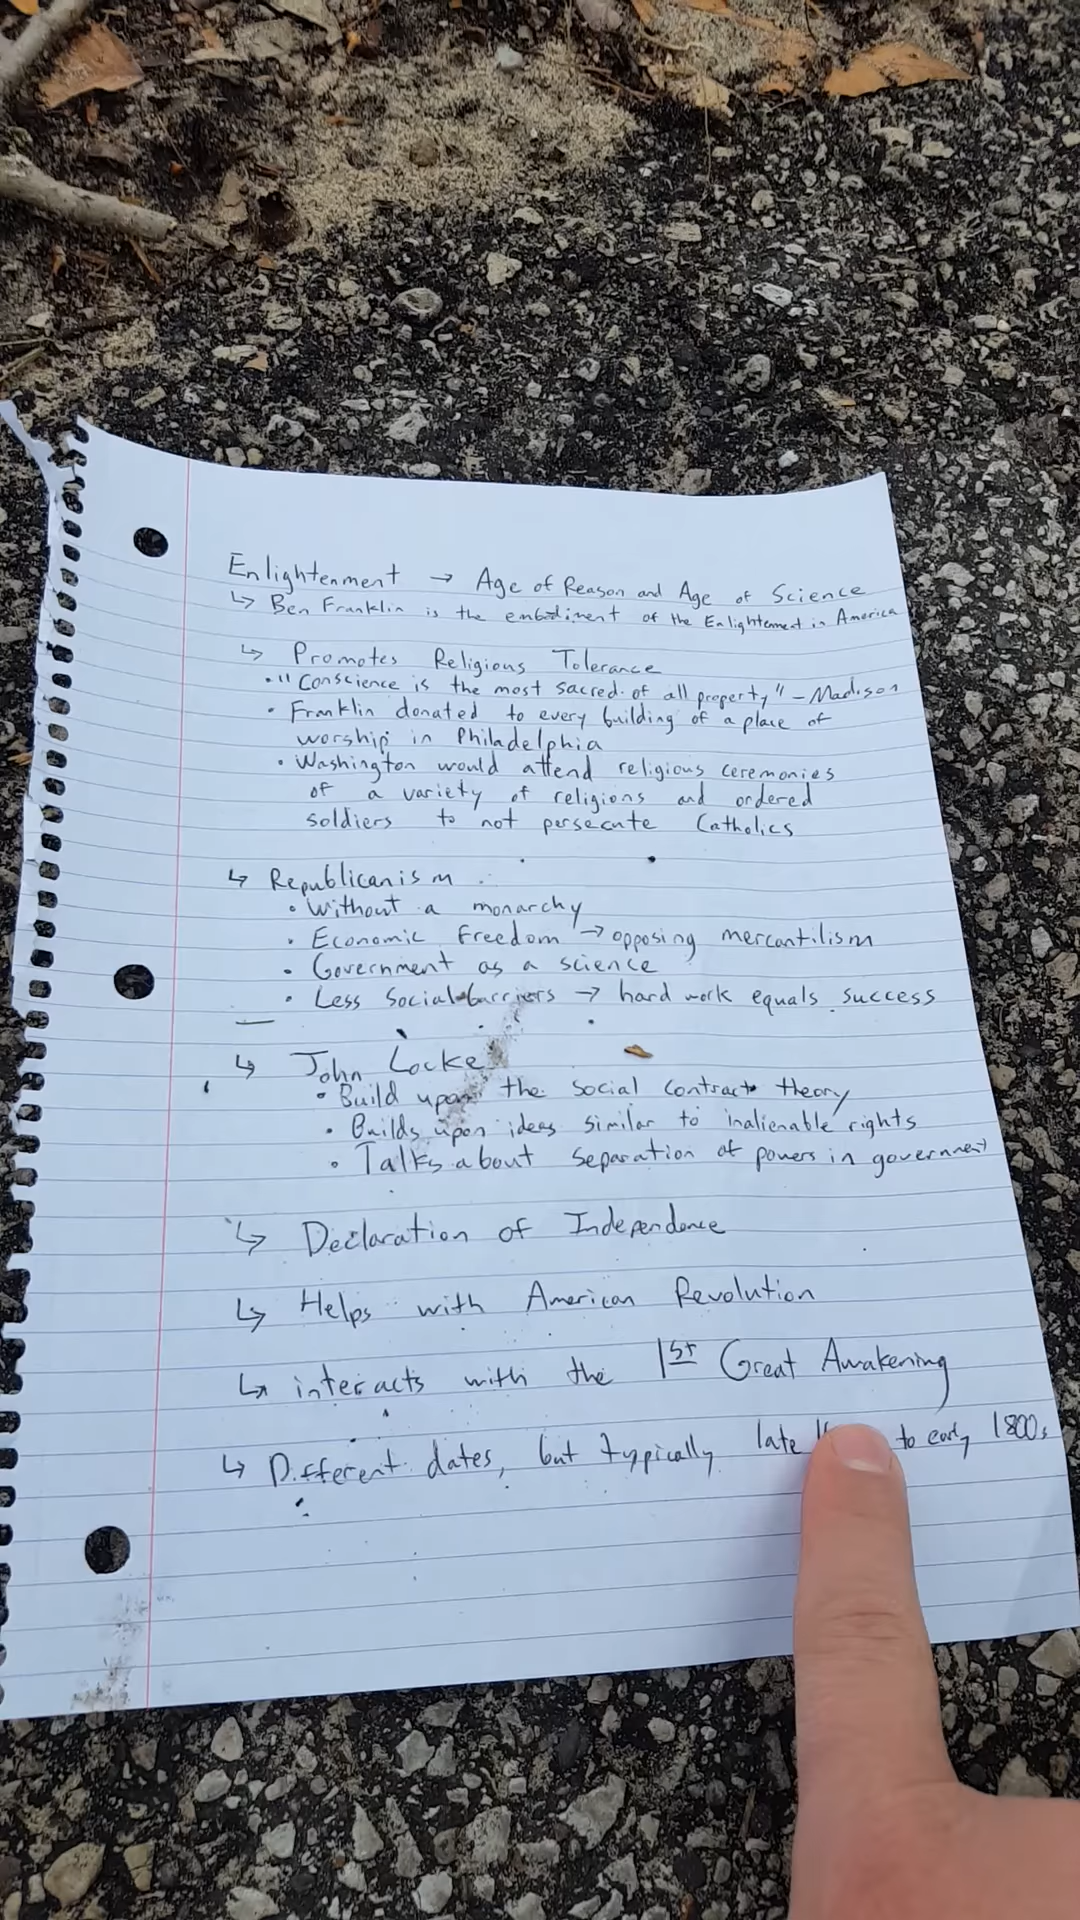 Enlightenment → Age of Reason and Age of Science
↳ Ben Franklin is the embodiment of the Enlightement in America
↳ Promotes Religious Tolerance
• "Conscience is the most sacred of all property" - Madison
• Franklin donated to every building of a place of
worship in Philadelphia
• Washington would attend religious ceremonies
of a variety of religions and ordered
soldiers to not persecute Catholics
↳ Republicanism
• Without a monarchy
• Economic Freedom → opposing mercantilism
• Government as a science
• Less Social barriers → hard work equals success
↳ John Locke
• Build upon the social contract theory
• Builds upon ideas similar to inalienable rights
• Talks about separation of powers in government
↳ Declaration of Independence
↳ Helps with American Revolution
↳ interacts with the 1st Great Awakening
↳ Different dates, but typically late to early 1800s